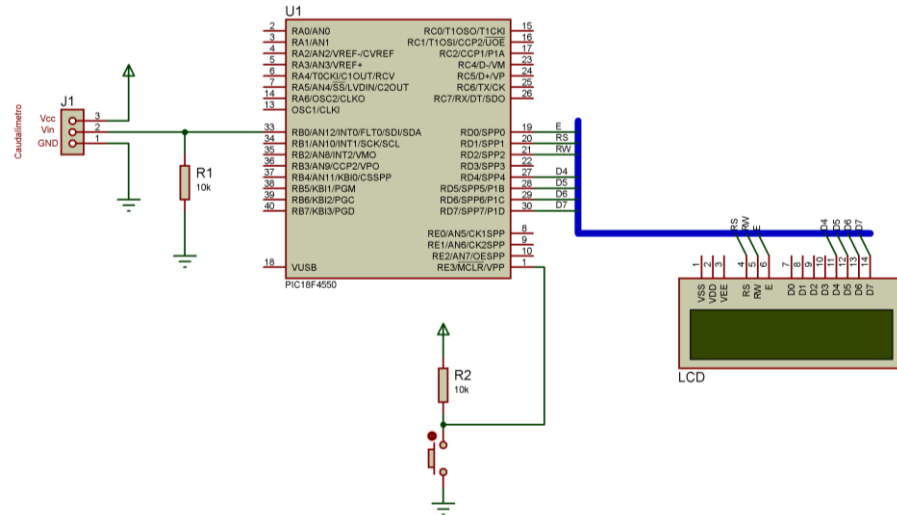 U1
J1
Caudalímetro
Vcc 3
Vin 2
GND 1
R1
10k
2 RA0/AN0
3 RA1/AN1
4 RA2/AN2/VREF-/CVREF
5 RA3/AN3/VREF+
6 RA4/T0CKI/C1OUT/RCV
7 RA5/AN4/SS/LVDIN/C2OUT
14 RA6/OSC2/CLKO
13 OSC1/CLKI
33 RB0/AN12/INT0/FLT0/SDI/SDA
34 RB1/AN10/INT1/SCK/SCL
35 RB2/AN8/INT2/VMO
36 RB3/AN9/CCP2/VPO
37 RB4/AN11/KBI0/CSSPP
38 RB5/KBI1/PGM
39 RB6/KBI2/PGC
40 RB7/KBI3/PGD
18 VUSB
RC0/T1OSO/T1CKI 15
RC1/T1OSI/CCP2/UOE 16
RC2/CCP1/P1A 17
RC4/D-/VM 23
RC5/D+/VP 24
RC6/TX/CK 25
RC7/RX/DT/SDO 26
RD0/SPP0 19 E
RD1/SPP1 20 RS
RD2/SPP2 21 RW
RD3/SPP3 22
RD4/SPP4 27 D4
RD5/SPP5/P1B 28 D5
RD6/SPP6/P1C 29 D6
RD7/SPP7/P1D 30 D7
RE0/AN5/CK1SPP 8
RE1/AN6/CK2SPP 9
RE2/AN7/OESPP 10
RE3/MCLR/VPP 1
PIC18F4550
R2
10k
RS RW E D4 D5 D6 D7
1 2 3 4 5 6 7 8 9 10 11 12 13 14
VSS VDD VEE RS RW E D0 D1 D2 D3 D4 D5 D6 D7
LCD